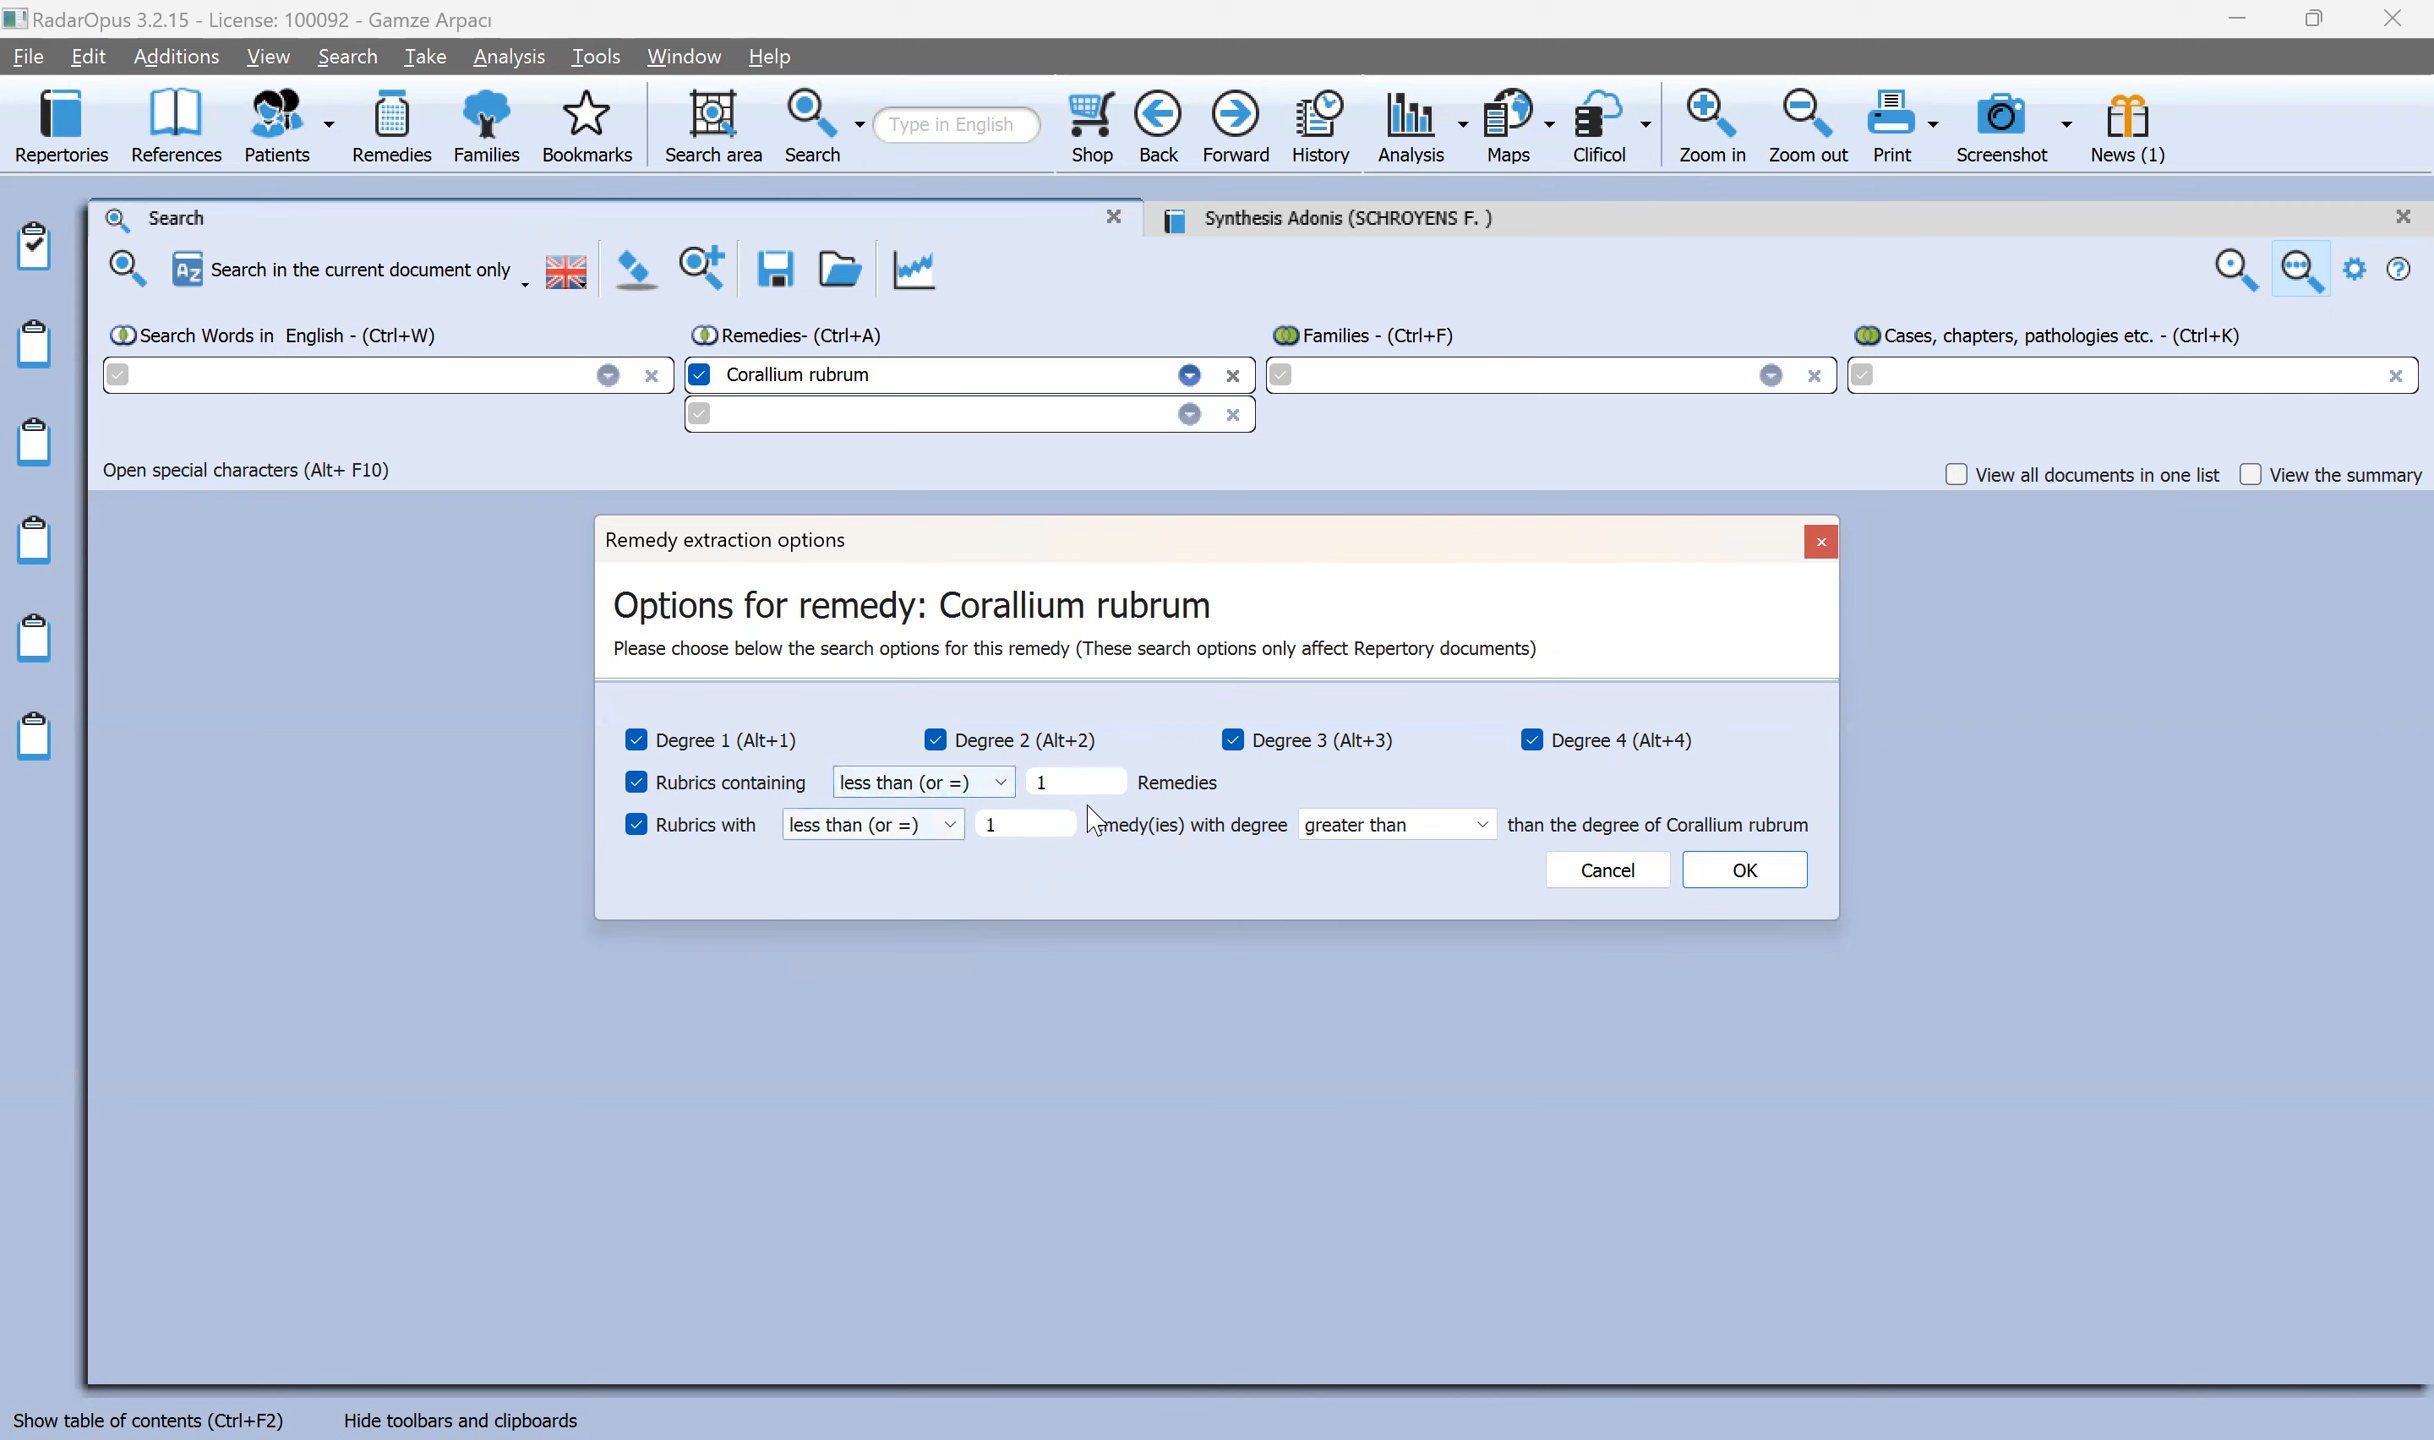 RadarOpus 3.2.15 - License: 100092 - Gamze Arpacı
File Edit Additions View Search Take Analysis Tools Window Help
Repertories References Patients Remedies Families Bookmarks Search area Search Type in English Shop Back Forward History Analysis Maps Clificol Zoom in Zoom out Print Screenshot News (1)
Search Synthesis Adonis (SCHROYENS F. )
AZ Search in the current document only
Search Words in English - (Ctrl+W) Remedies- (Ctrl+A) Families - (Ctrl+F) Cases, chapters, pathologies etc. - (Ctrl+K)
Corallium rubrum
Open special characters (Alt+ F10) View all documents in one list View the summary
Remedy extraction options
Options for remedy: Corallium rubrum
Please choose below the search options for this remedy (These search options only affect Repertory documents)
Degree 1 (Alt+1) Degree 2 (Alt+2) Degree 3 (Alt+3) Degree 4 (Alt+4)
Rubrics containing less than (or =) 1 Remedies
Rubrics with less than (or =) 1 medy(ies) with degree greater than than the degree of Corallium rubrum
Cancel OK
Show table of contents (Ctrl+F2) Hide toolbars and clipboards